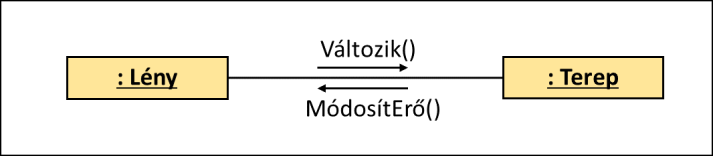 Változik()
: Lény
: Terep
MódosítErő()